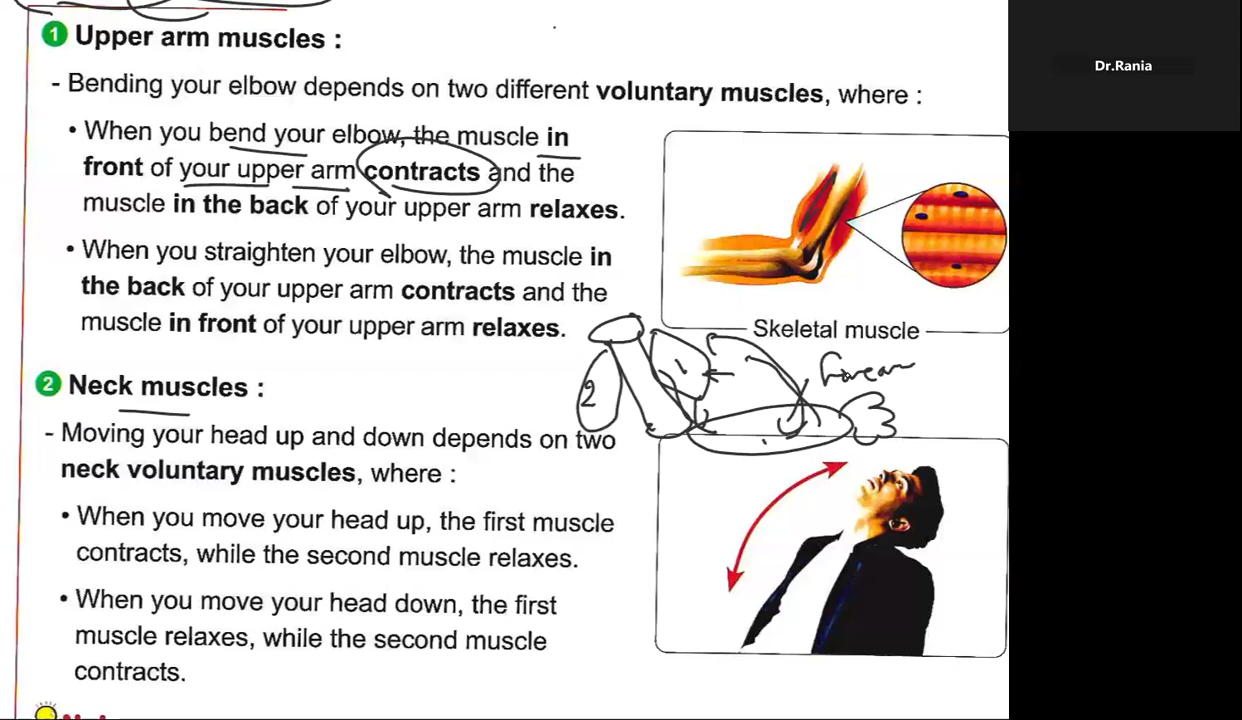 1 Upper arm muscles :
- Bending your elbow depends on two different voluntary muscles, where :
• When you bend your elbow, the muscle in
front of your upper arm contracts and the
muscle in the back of your upper arm relaxes.
• When you straighten your elbow, the muscle in
the back of your upper arm contracts and the
muscle in front of your upper arm relaxes.
Skeletal muscle
1
2
2 Neck muscles :
- Moving your head up and down depends on two
neck voluntary muscles, where :
• When you move your head up, the first muscle
contracts, while the second muscle relaxes.
• When you move your head down, the first
muscle relaxes, while the second muscle
contracts.
Dr.Rania